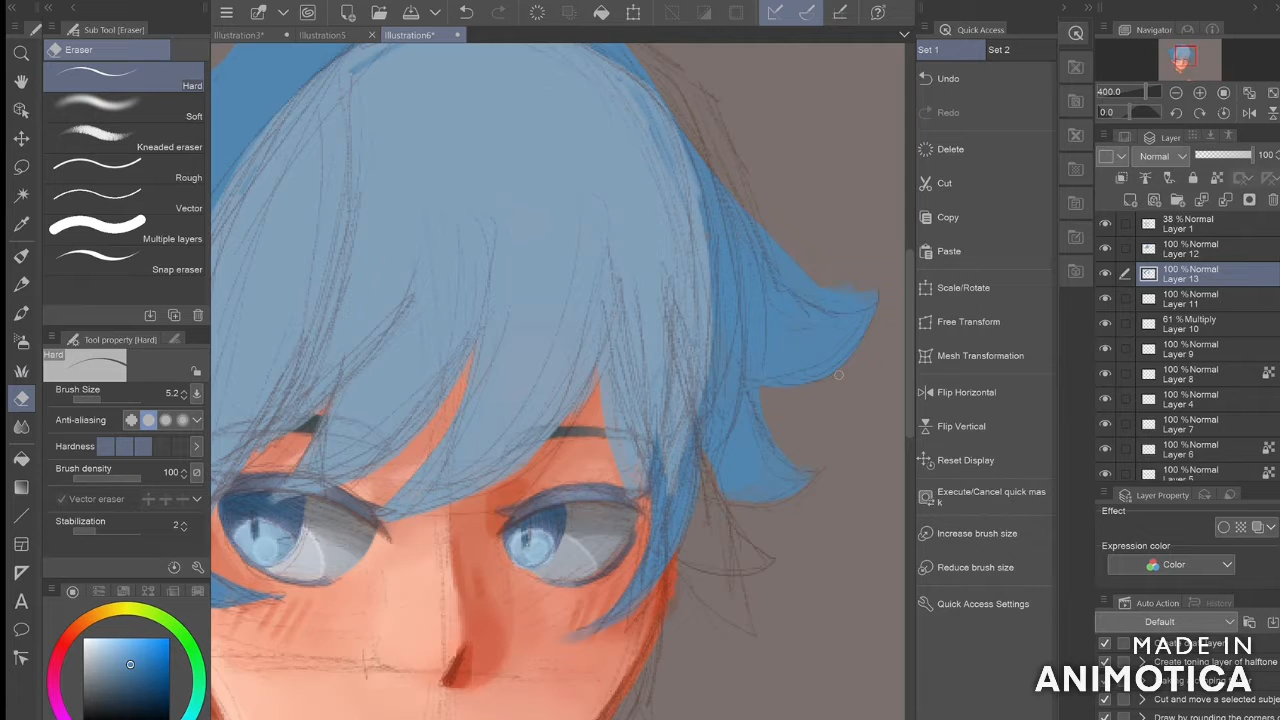 Sub Tool [Eraser]
Eraser
Hard
Soft
Kneaded eraser
Rough
Vector
Multiple layers
Snap eraser
Tool property [Hard]
Hard
Brush Size
5.2
Anti-aliasing
Hardness
Brush density
100
Vector eraser
Stabilization
2
Illustration3*
Illustration5
Illustration6*
Quick Access
Set 1
Set 2
Undo
Redo
Delete
Cut
Copy
Paste
Scale/Rotate
Free Transform
Mesh Transformation
Flip Horizontal
Flip Vertical
Reset Display
Execute/Cancel quick mas
k
Increase brush size
Reduce brush size
Quick Access Settings
Navigator
400.0
0.0
Layer
Normal
100
38 %Normal
Layer 1
100 %Normal
Layer 12
100 %Normal
Layer 13
100 %Normal
Layer 11
61 %Multiply
Layer 10
100 %Normal
Layer 9
100 %Normal
Layer 8
100 %Normal
Layer 4
100 %Normal
Layer 7
100 %Normal
Layer 6
100 %Normal
Layer 5
Layer Property
Effect
Expression color
Color
Auto Action
History
Default
Create toning layer of halftone
Cut and move a selected subje
Draw by rounding the corners
MADE IN
ANIMOTICA